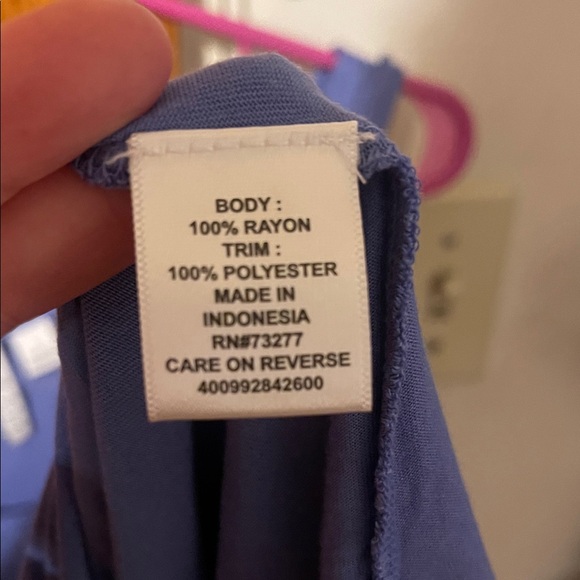 BODY :
100% RAYON
TRIM :
100% POLYESTER
MADE IN
INDONESIA
RN#73277
CARE ON REVERSE
400992842600